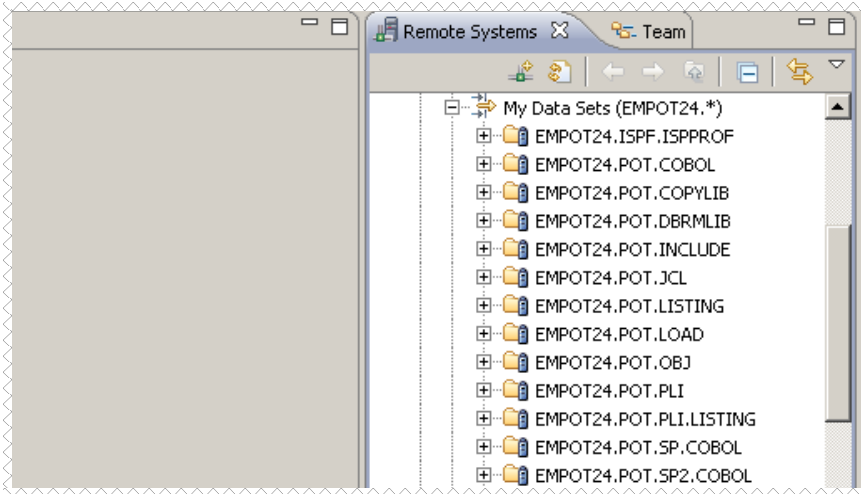 Remote Systems Team
My Data Sets (EMPOT24.*)
EMPOT24.ISPF.ISPPROF
EMPOT24.POT.COBOL
EMPOT24.POT.COPYLIB
EMPOT24.POT.DBRMLIB
EMPOT24.POT.INCLUDE
EMPOT24.POT.JCL
EMPOT24.POT.LISTING
EMPOT24.POT.LOAD
EMPOT24.POT.OBJ
EMPOT24.POT.PLI
EMPOT24.POT.PLI.LISTING
EMPOT24.POT.SP.COBOL
EMPOT24.POT.SP2.COBOL